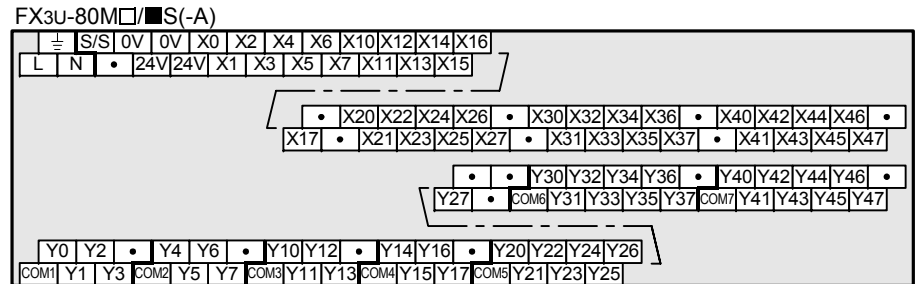 FX3U-80M□/■S(-A)
⏚ S/S 0V 0V X0 X2 X4 X6 X10 X12 X14 X16
L N • 24V 24V X1 X3 X5 X7 X11 X13 X15
• X20 X22 X24 X26 • X30 X32 X34 X36 • X40 X42 X44 X46 •
X17 • X21 X23 X25 X27 • X31 X33 X35 X37 • X41 X43 X45 X47
• • Y30 Y32 Y34 Y36 • Y40 Y42 Y44 Y46 •
Y27 • COM6 Y31 Y33 Y35 Y37 COM7 Y41 Y43 Y45 Y47
Y0 Y2 • Y4 Y6 • Y10 Y12 • Y14 Y16 • Y20 Y22 Y24 Y26
COM1 Y1 Y3 COM2 Y5 Y7 COM3 Y11 Y13 COM4 Y15 Y17 COM5 Y21 Y23 Y25